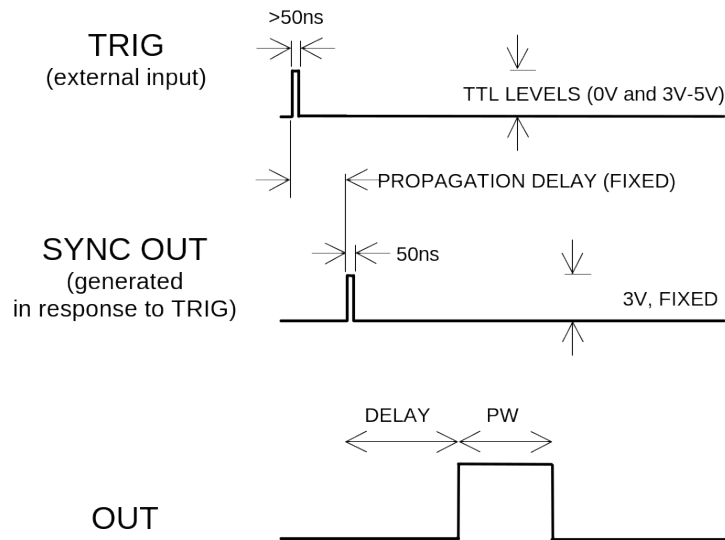 >50ns
TRIG
(external input)
TTL LEVELS (0V and 3V-5V)
PROPAGATION DELAY (FIXED)
SYNC OUT
(generated
in response to TRIG)
50ns
3V, FIXED
DELAY
PW
OUT